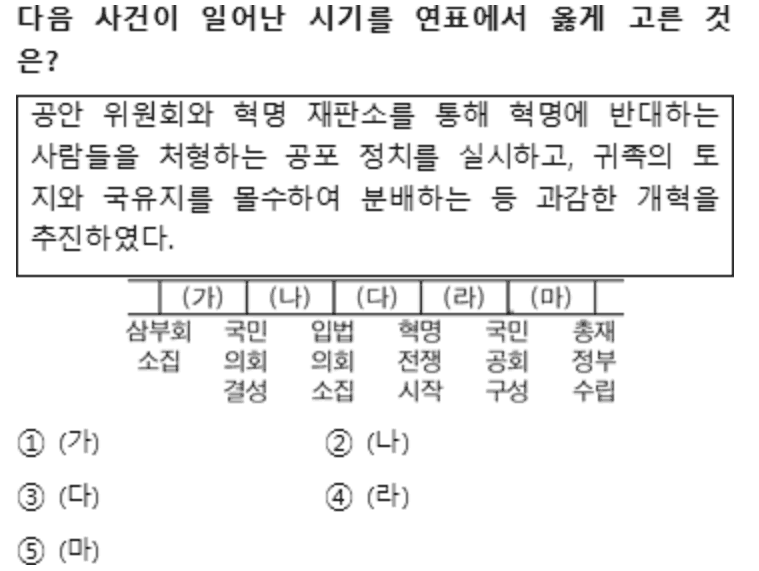 다음 사건이 일어난 시기를 연표에서 옳게 고른 것
은?
공안 위원회와 혁명 재판소를 통해 혁명에 반대하는
사람들을 처형하는 공포 정치를 실시하고, 귀족의 토
지와 국유지를 몰수하여 분배하는 등 과감한 개혁을
추진하였다.
(가) (나) (다) (라) (마)
삼부회 국민 입법 혁명 국민 총재
소집 의회 의회 전쟁 공회 정부
결성 소집 시작 구성 수립
① (가) ② (나)
③ (다) ④ (라)
⑤ (마)